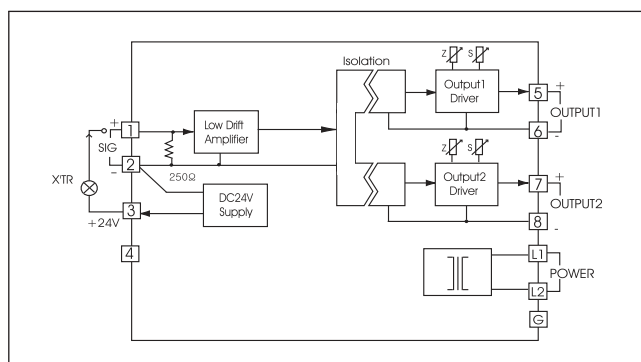 Isolation
Z S
Output1
Driver
5 +
OUTPUT1
6 -
Low Drift
Amplifier
+ 1
SIG
- 2
250Ω
X'TR
DC24V
Supply
+24V 3
4
Z S
Output2
Driver
7 +
OUTPUT2
8 -
L1
POWER
L2
G